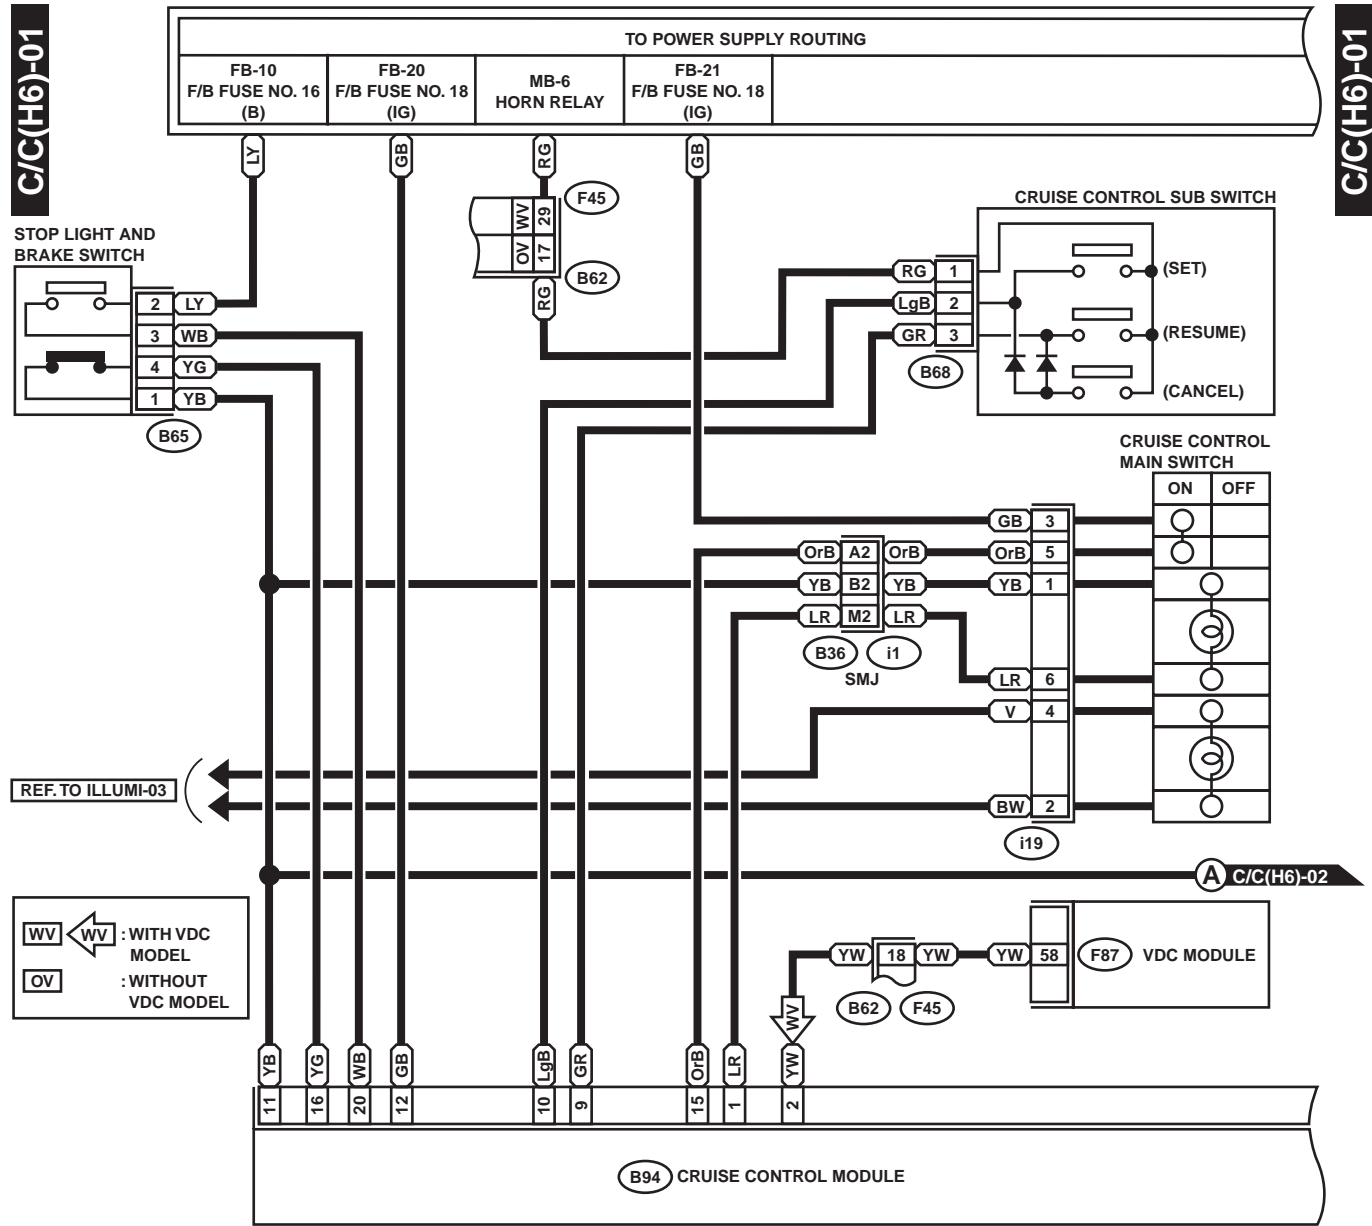 C/C(H6)-01
C/C(H6)-01
TO POWER SUPPLY ROUTING
FB-10
F/B FUSE NO. 16
(B)
FB-20
F/B FUSE NO. 18
(IG)
MB-6
HORN RELAY
FB-21
F/B FUSE NO. 18
(IG)
LY
GB
RG
GB
WV
29
OV
17
F45
B62
RG
STOP LIGHT AND
BRAKE SWITCH
2 LY
3 WB
4 YG
1 YB
B65
CRUISE CONTROL SUB SWITCH
RG 1
LgB 2
GR 3
B68
(SET)
(RESUME)
(CANCEL)
CRUISE CONTROL
MAIN SWITCH
ON OFF
GB 3
OrB A2 OrB OrB 5
YB B2 YB YB 1
LR M2 LR
B36 i1
SMJ
LR 6
V 4
BW 2
i19
REF. TO ILLUMI-03
A C/C(H6)-02
WV WV : WITH VDC
MODEL
OV : WITHOUT
VDC MODEL
YW 18 YW YW 58 F87 VDC MODULE
B62 F45
WV
YB YG WB GB LgB GR OrB LR YW
11 16 20 12 10 9 15 1 2
B94 CRUISE CONTROL MODULE